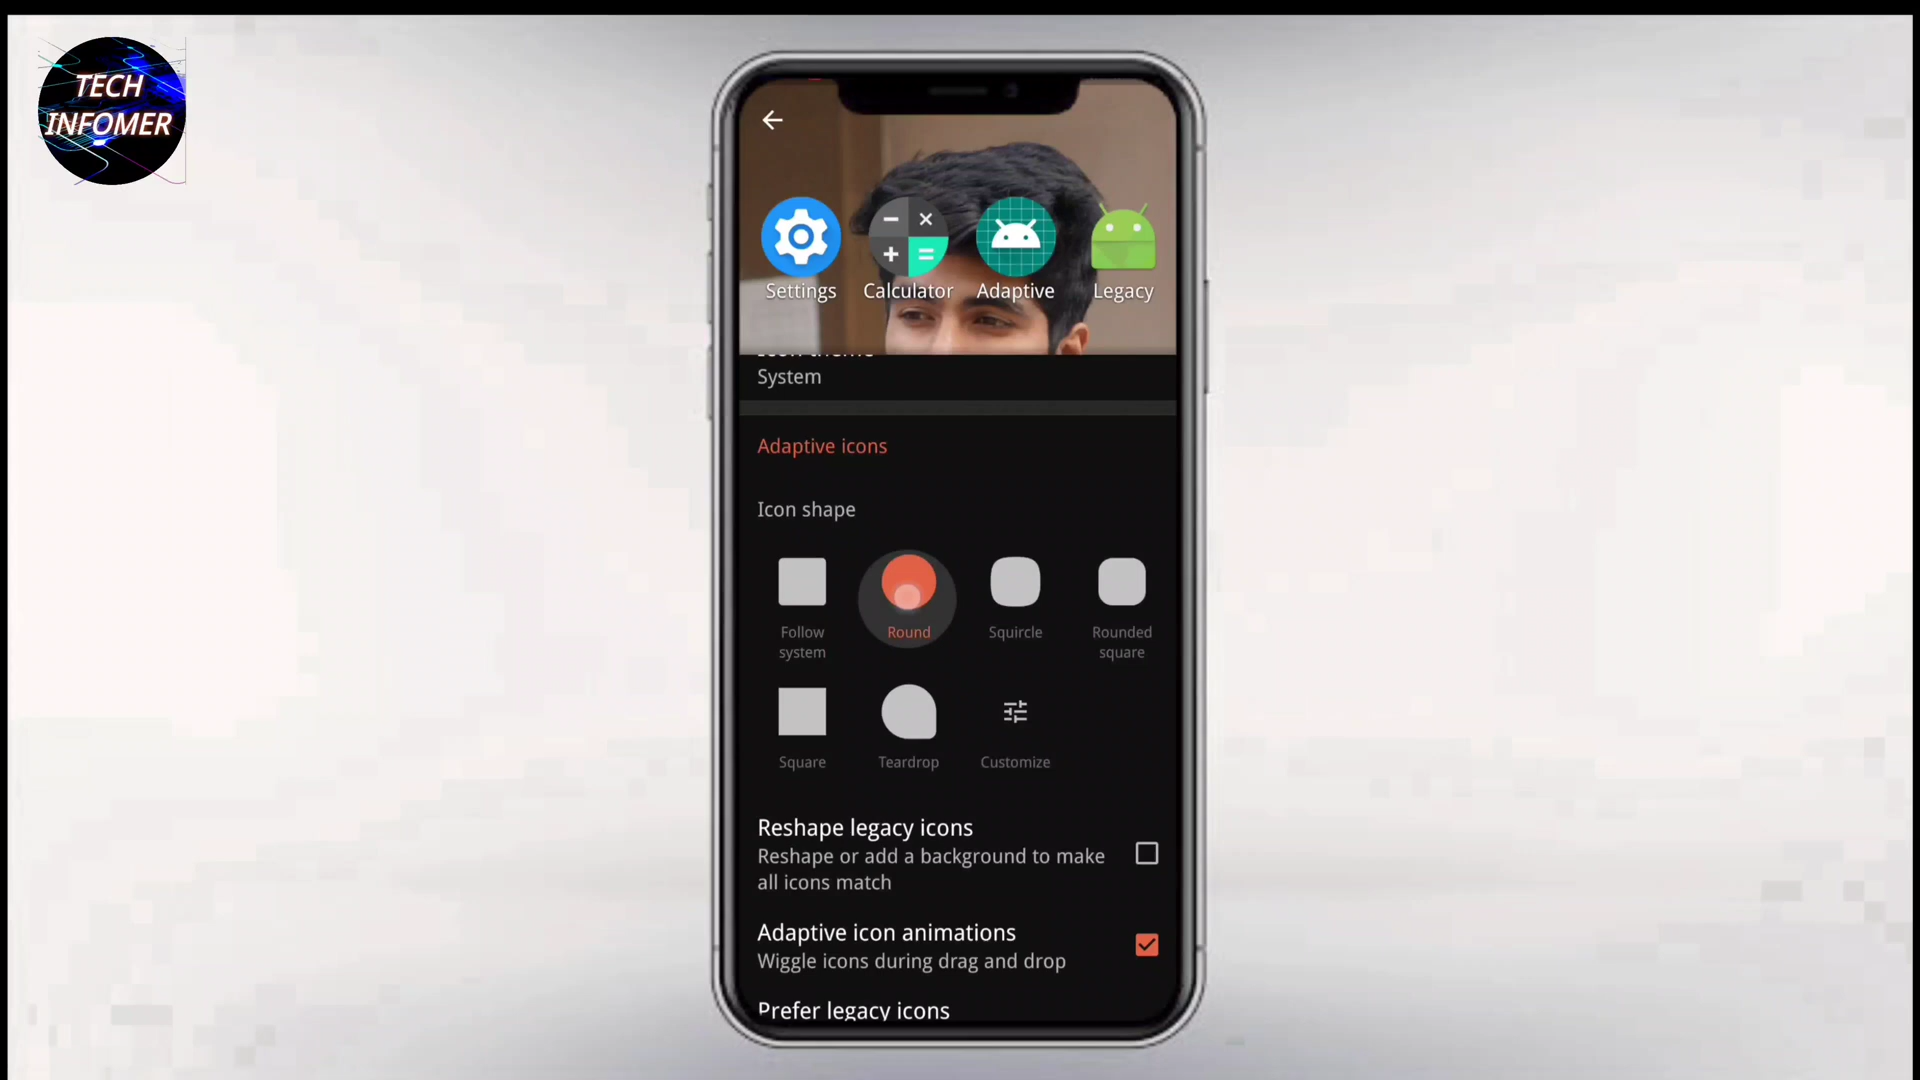 TECH
INFOMER
Settings Calculator Adaptive Legacy
Icon theme
System
Adaptive icons
Icon shape
Follow system
Round
Squircle
Rounded square
Square
Teardrop
Customize
Reshape legacy icons
Reshape or add a background to make
all icons match
Adaptive icon animations
Wiggle icons during drag and drop
Prefer legacy icons